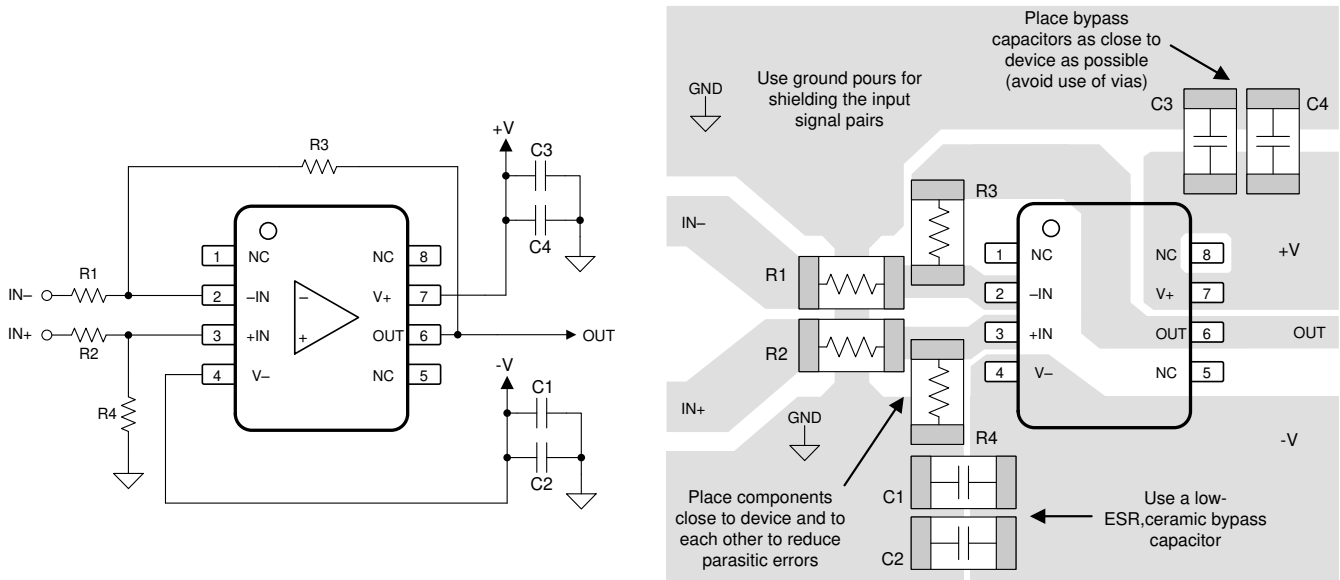 R3
+V
C3
C4
1
NC
NC
8
R1
IN–
2
–IN
–
V+
7
IN+
R2
3
+IN
+
OUT
6
OUT
4
V–
NC
5
R4
-V
C1
C2
Place bypass
capacitors as close to
device as possible
(avoid use of vias)
GND
Use ground pours for
shielding the input
signal pairs
C3
C4
R3
IN–
1
NC
NC
8
+V
R1
2
–IN
V+
7
R2
3
+IN
OUT
6
OUT
4
V–
NC
5
IN+
GND
R4
-V
C1
C2
Place components
close to device and to
each other to reduce
parasitic errors
Use a low-
ESR,ceramic bypass
capacitor